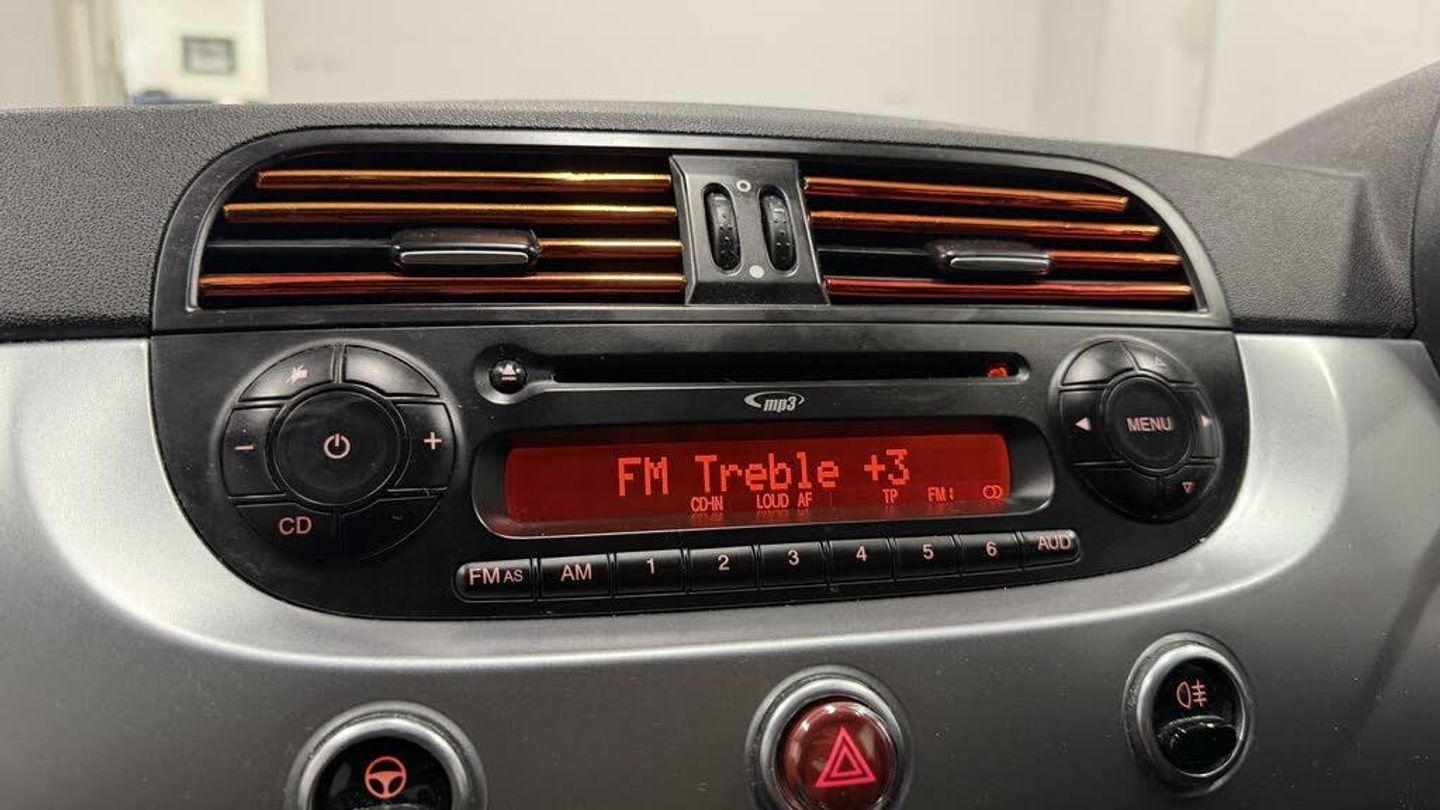 mp3
FM Treble +3
CD-IN LOUD AF TP FM1
MENU
CD
FM AS AM 1 2 3 4 5 6 AUD